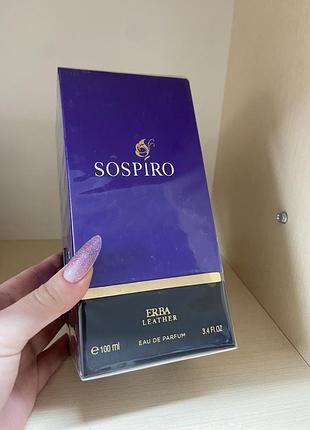 SOSPIRO
ERBA
LEATHER
℮ 100 ml EAU DE PARFUM 3.4 FL.OZ